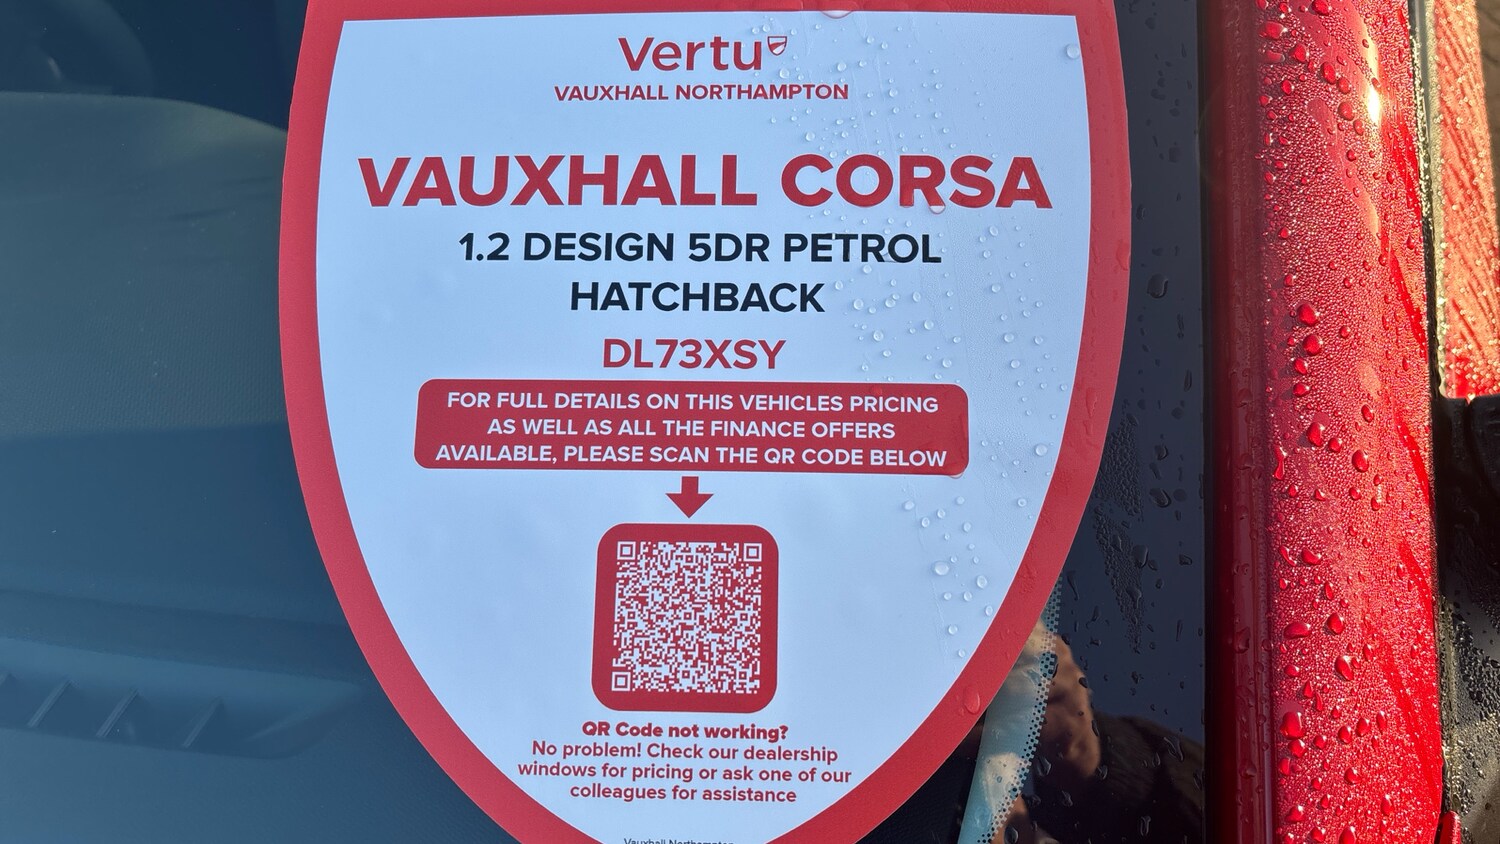 Vertu
VAUXHALL NORTHAMPTON
VAUXHALL CORSA
1.2 DESIGN 5DR PETROL
HATCHBACK
DL73XSY
FOR FULL DETAILS ON THIS VEHICLES PRICING
AS WELL AS ALL THE FINANCE OFFERS
AVAILABLE, PLEASE SCAN THE QR CODE BELOW
QR Code not working?
No problem! Check our dealership
windows for pricing or ask one of our
colleagues for assistance
Vauxhall Northampton